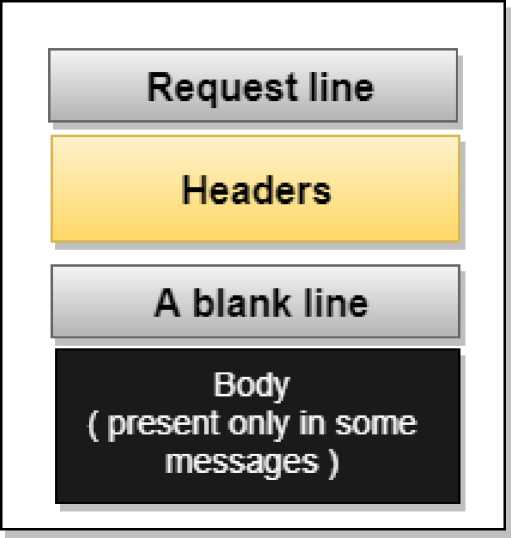 Request line
Headers
A blank line
Body
( present only in some
messages )